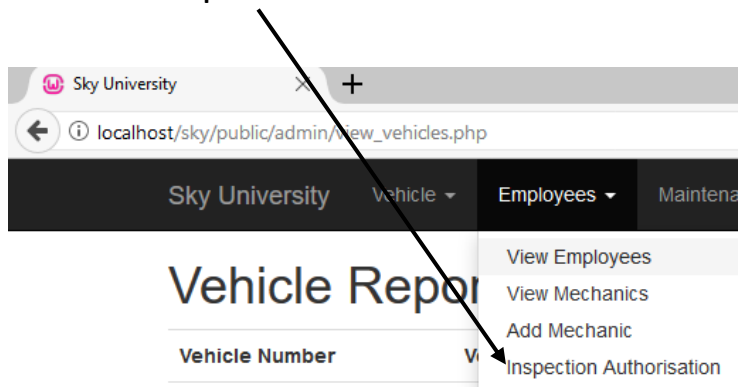 Sky University
localhost/sky/public/admin/view_vehicles.php
Sky University Vehicle Employees Maintena
View Employees
Vehicle Repor
View Mechanics
Add Mechanic
Vehicle Number
Inspection Authorisation